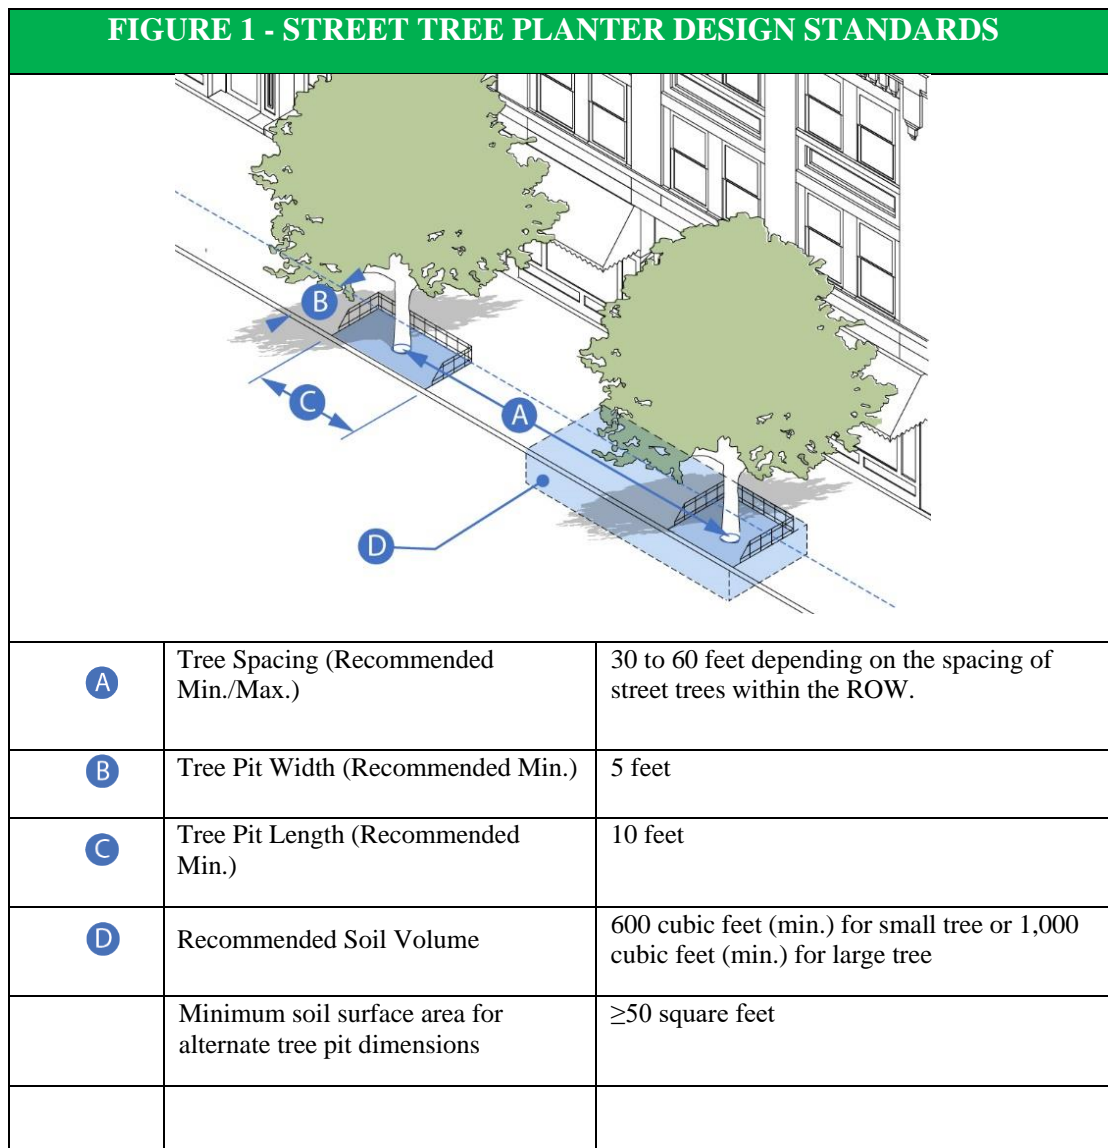 FIGURE 1 - STREET TREE PLANTER DESIGN STANDARDS
B
C
A
D
A
Tree Spacing (Recommended
Min./Max.)
30 to 60 feet depending on the spacing of
street trees within the ROW.
B
Tree Pit Width (Recommended Min.)
5 feet
C
Tree Pit Length (Recommended
Min.)
10 feet
D
Recommended Soil Volume
600 cubic feet (min.) for small tree or 1,000
cubic feet (min.) for large tree
Minimum soil surface area for
alternate tree pit dimensions
≥50 square feet